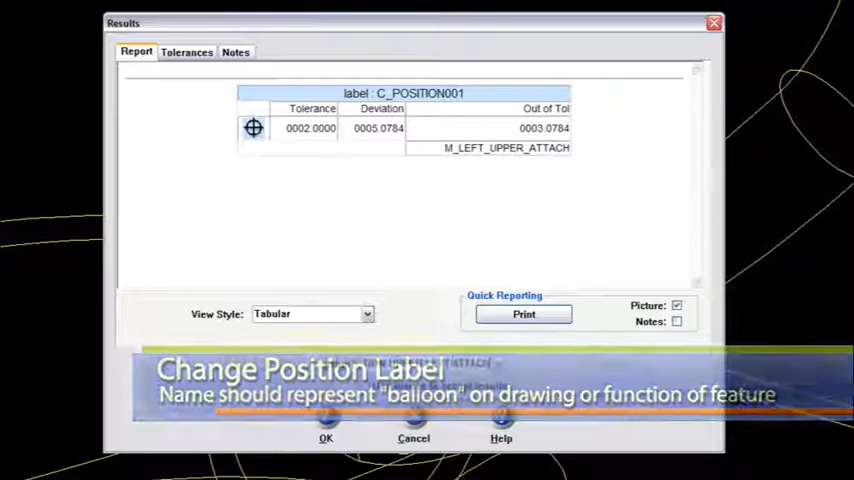 Results
Report Tolerances Notes
label : C_POSITION001
Tolerance Deviation Out of Tol
0002.0000 0005.0784 0003.0784
M_LEFT_UPPER_ATTACH
Quick Reporting
View Style: Tabular Print Picture:
Notes:
Change Position Label
Name should represent "balloon" on drawing or function of feature
OK Cancel Help